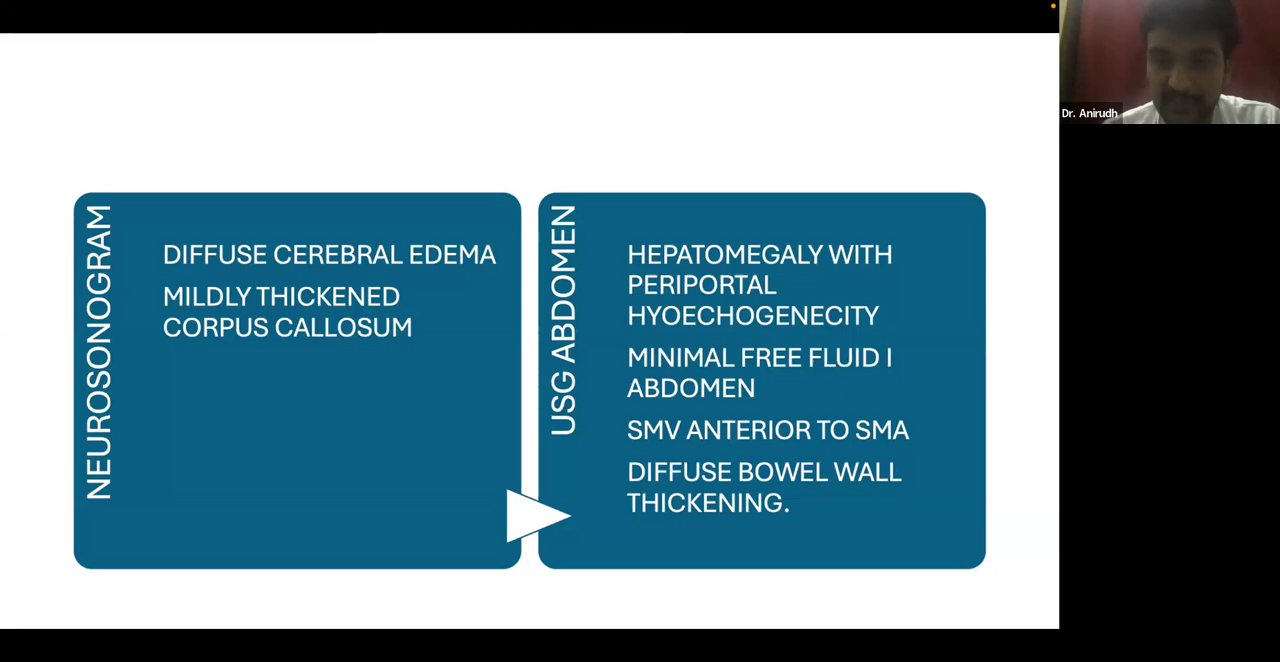 NEUROSONOGRAM
DIFFUSE CEREBRAL EDEMA
MILDLY THICKENED
CORPUS CALLOSUM
USG ABDOMEN
HEPATOMEGALY WITH
PERIPORTAL
HYOECHOGENECITY
MINIMAL FREE FLUID I
ABDOMEN
SMV ANTERIOR TO SMA
DIFFUSE BOWEL WALL
THICKENING.
Dr. Anirudh